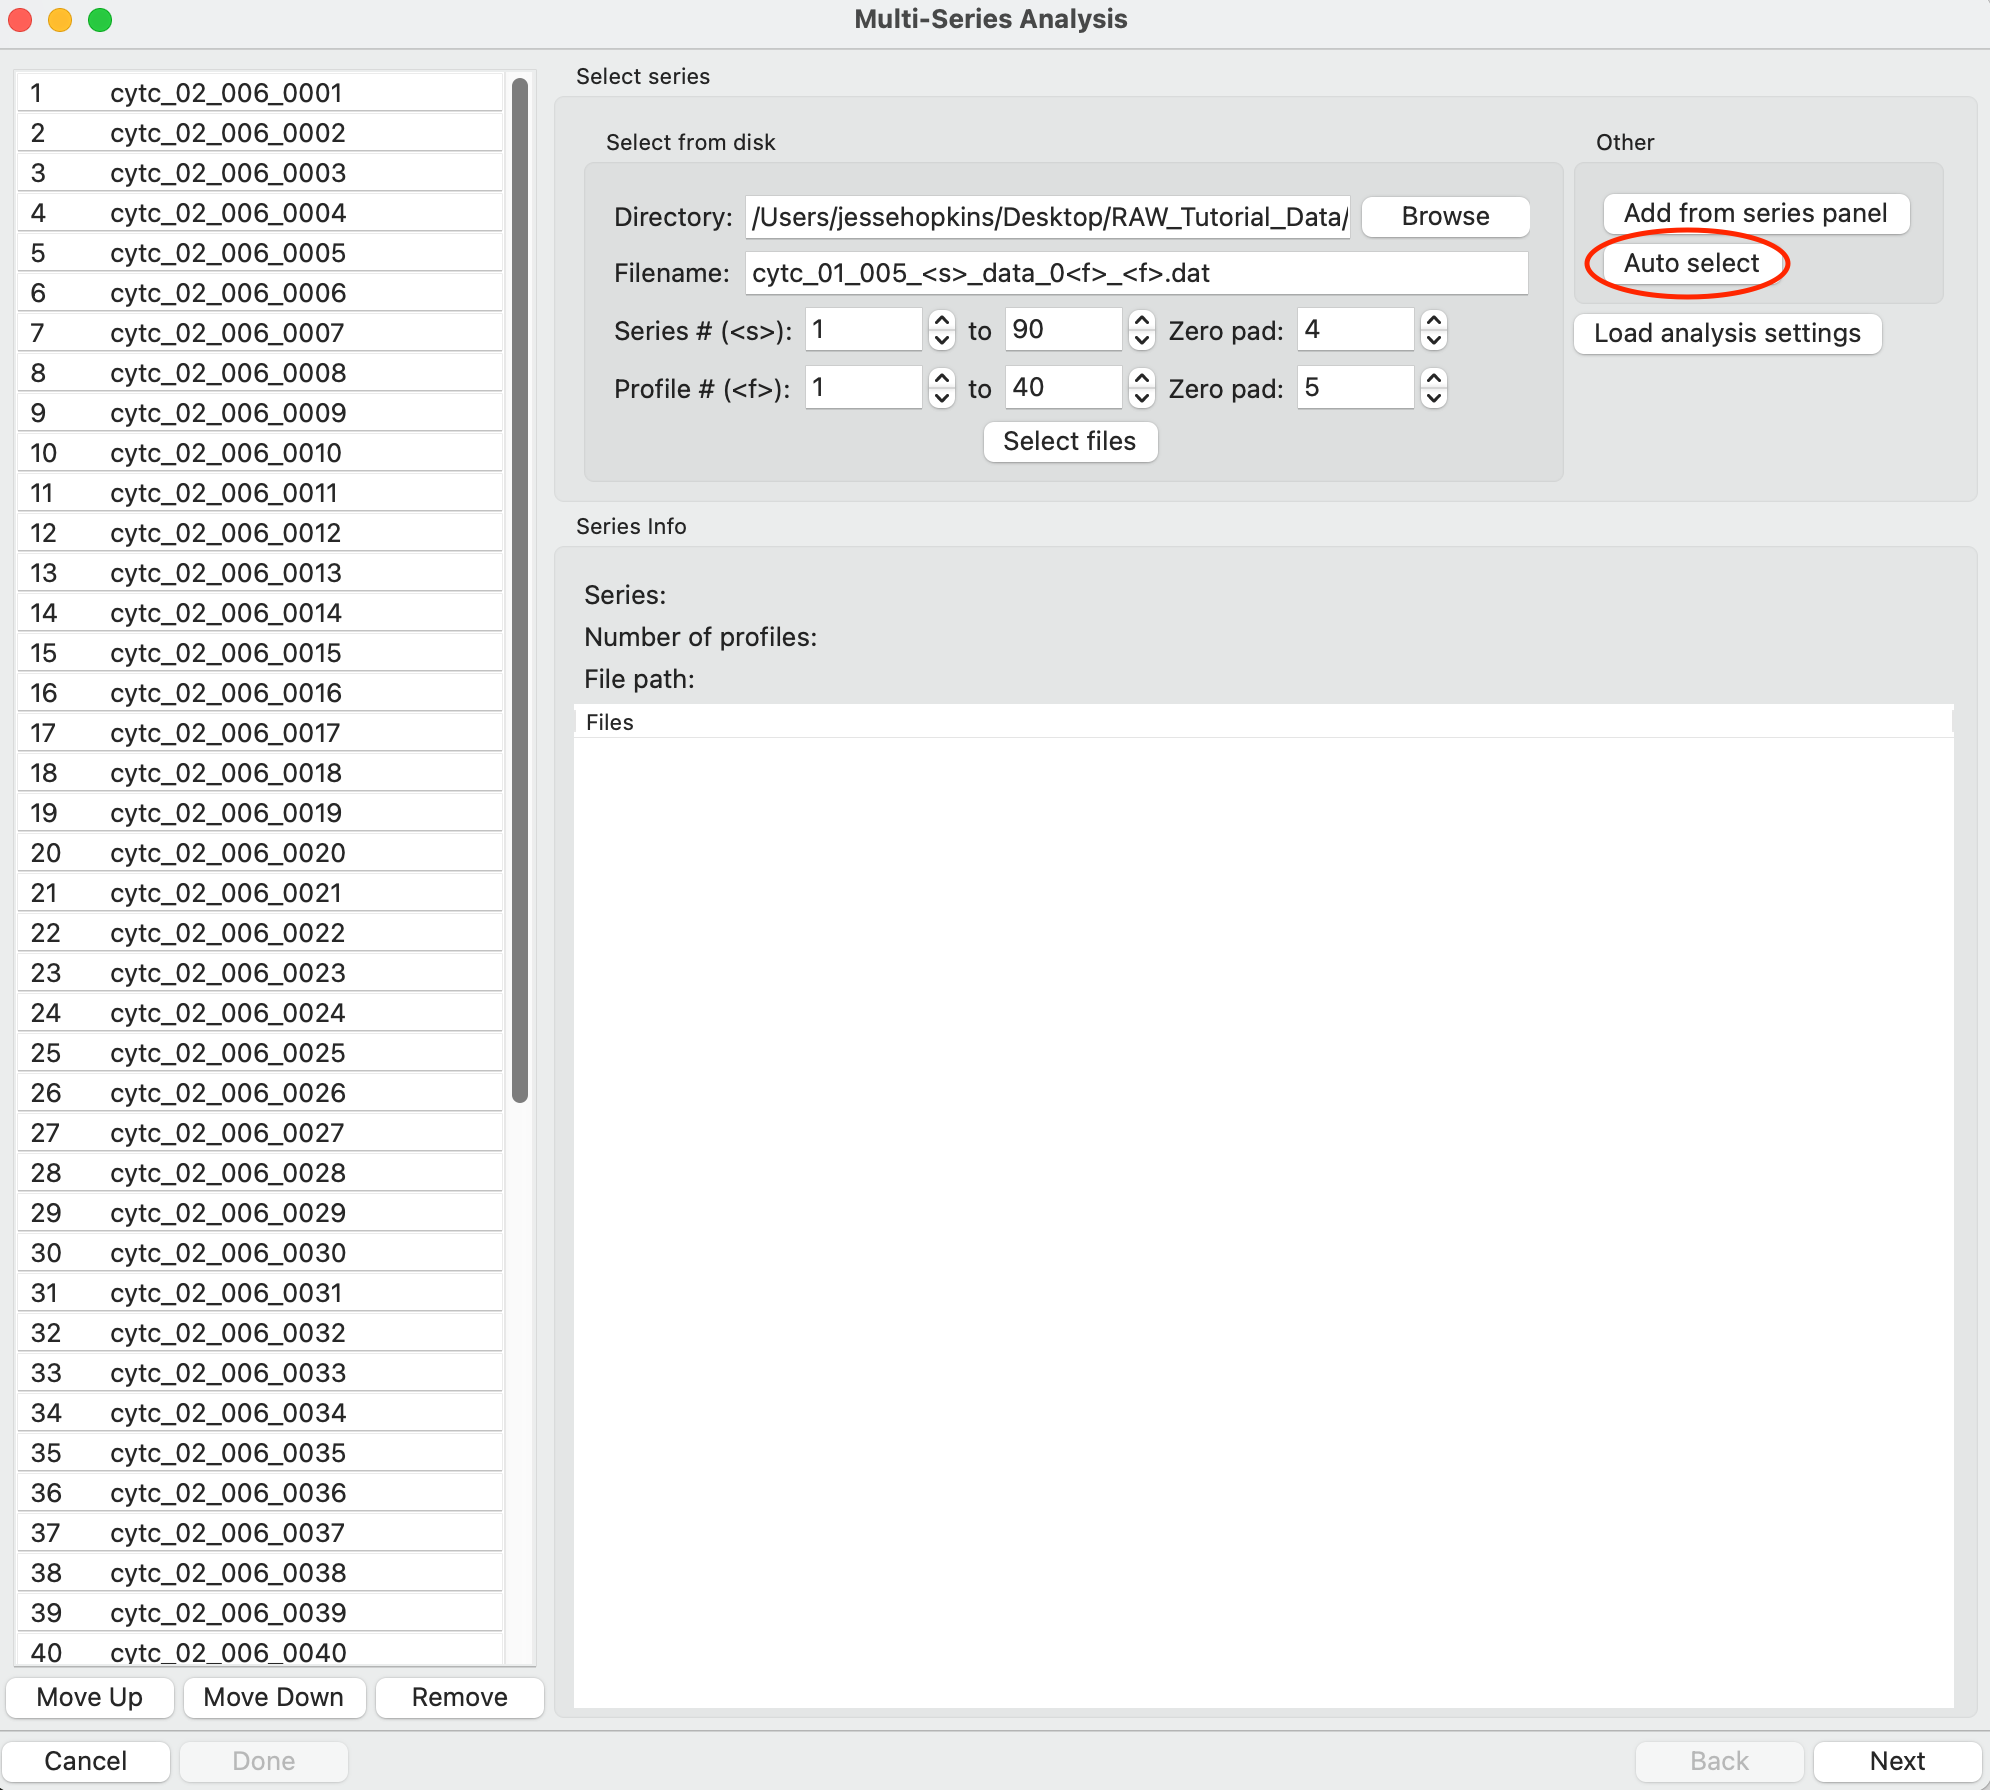 Multi-Series Analysis
1 cytc_02_006_0001
2 cytc_02_006_0002
3 cytc_02_006_0003
4 cytc_02_006_0004
5 cytc_02_006_0005
6 cytc_02_006_0006
7 cytc_02_006_0007
8 cytc_02_006_0008
9 cytc_02_006_0009
10 cytc_02_006_0010
11 cytc_02_006_0011
12 cytc_02_006_0012
13 cytc_02_006_0013
14 cytc_02_006_0014
15 cytc_02_006_0015
16 cytc_02_006_0016
17 cytc_02_006_0017
18 cytc_02_006_0018
19 cytc_02_006_0019
20 cytc_02_006_0020
21 cytc_02_006_0021
22 cytc_02_006_0022
23 cytc_02_006_0023
24 cytc_02_006_0024
25 cytc_02_006_0025
26 cytc_02_006_0026
27 cytc_02_006_0027
28 cytc_02_006_0028
29 cytc_02_006_0029
30 cytc_02_006_0030
31 cytc_02_006_0031
32 cytc_02_006_0032
33 cytc_02_006_0033
34 cytc_02_006_0034
35 cytc_02_006_0035
36 cytc_02_006_0036
37 cytc_02_006_0037
38 cytc_02_006_0038
39 cytc_02_006_0039
40 cytc_02_006_0040
Move Up Move Down Remove
Select series
Select from disk
Directory: /Users/jessehopkins/Desktop/RAW_Tutorial_Data/ Browse
Filename: cytc_01_005_<s>_data_0<f>_<f>.dat
Series # (<s>): 1 to 90 Zero pad: 4
Profile # (<f>): 1 to 40 Zero pad: 5
Select files
Other
Add from series panel
Auto select
Load analysis settings
Series Info
Series:
Number of profiles:
File path:
Files
Cancel Done Back Next